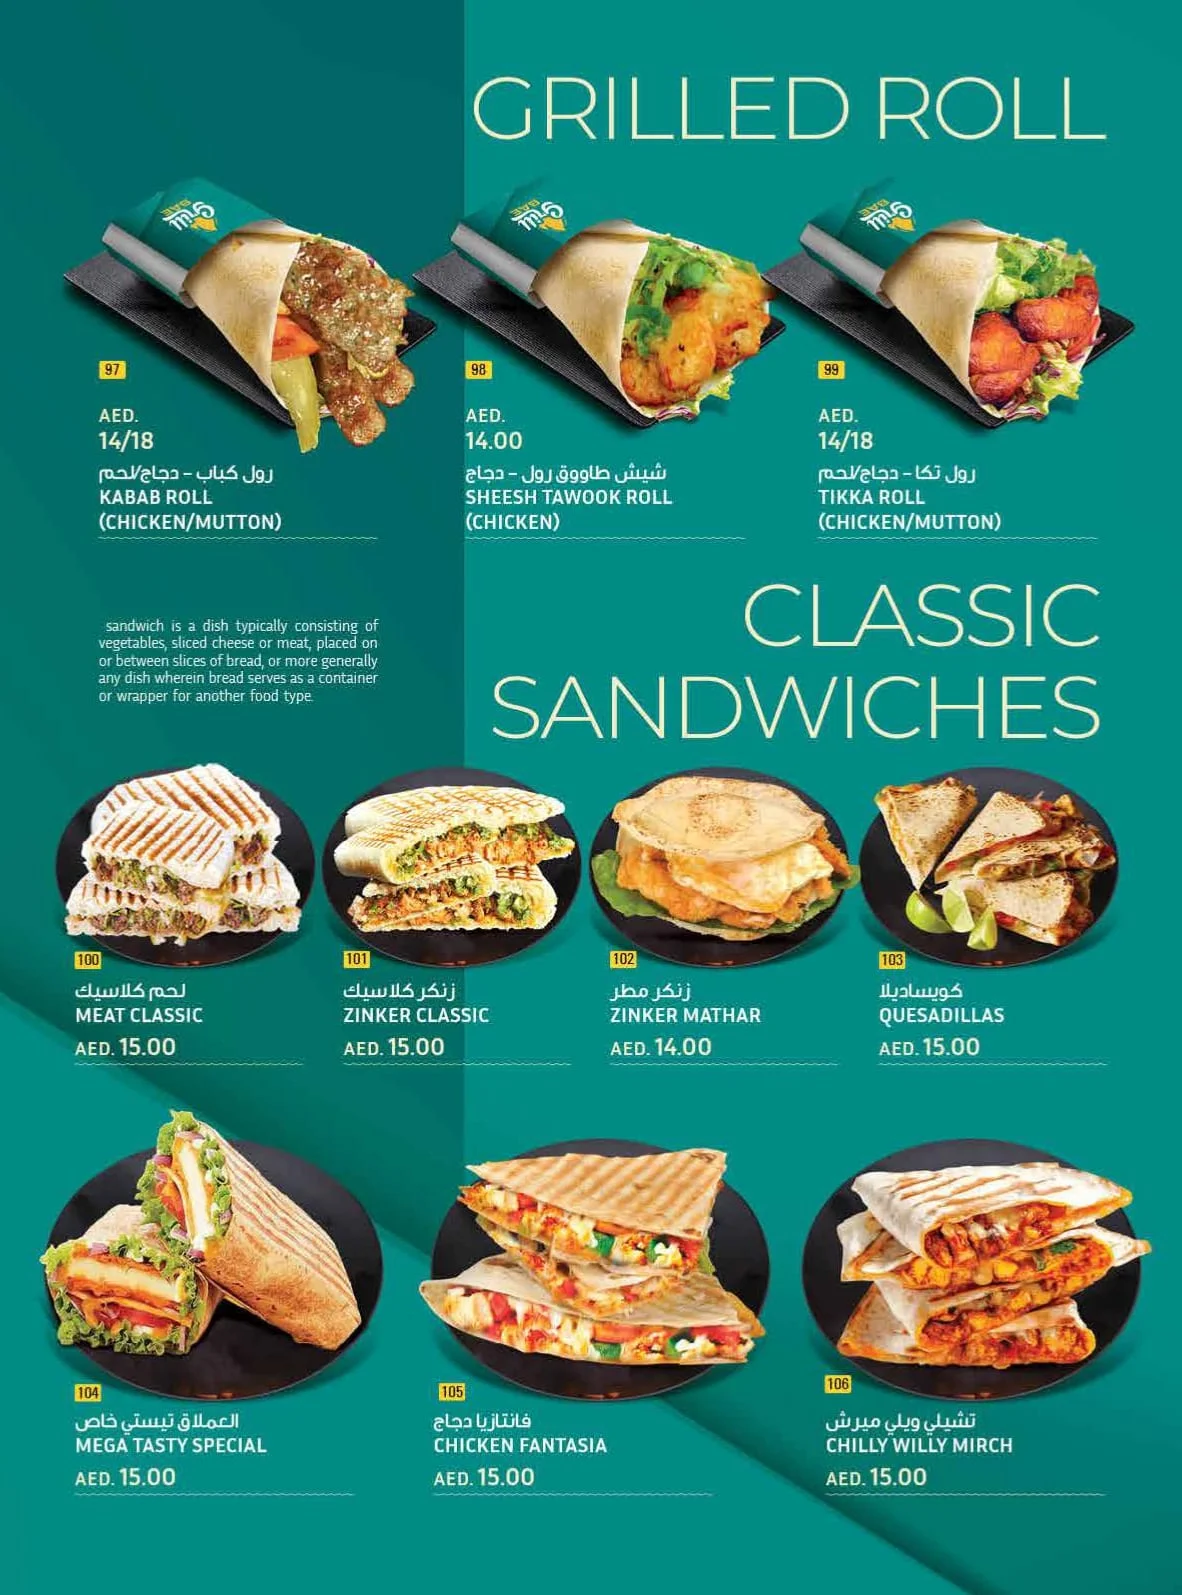 GRILLED ROLL
97
AED.
14/18
رول كباب - دجاج/لحم
KABAB ROLL
(CHICKEN/MUTTON)
98
AED.
14.00
شيش طاووق رول - دجاج
SHEESH TAWOOK ROLL
(CHICKEN)
99
AED.
14/18
رول تكا - دجاج/لحم
TIKKA ROLL
(CHICKEN/MUTTON)
CLASSIC
SANDWICHES
sandwich is a dish typically consisting of
vegetables, sliced cheese or meat, placed on
or between slices of bread, or more generally
any dish wherein bread serves as a container
or wrapper for another food type.
100
لحم كلاسيك
MEAT CLASSIC
AED. 15.00
101
زنكر كلاسيك
ZINKER CLASSIC
AED. 15.00
102
زنكر مطر
ZINKER MATHAR
AED. 14.00
103
كويساديلا
QUESADILLAS
AED. 15.00
104
العملاق تيستي خاص
MEGA TASTY SPECIAL
AED. 15.00
105
فانتازيا دجاج
CHICKEN FANTASIA
AED. 15.00
106
تشيلي ويلي ميرش
CHILLY WILLY MIRCH
AED. 15.00